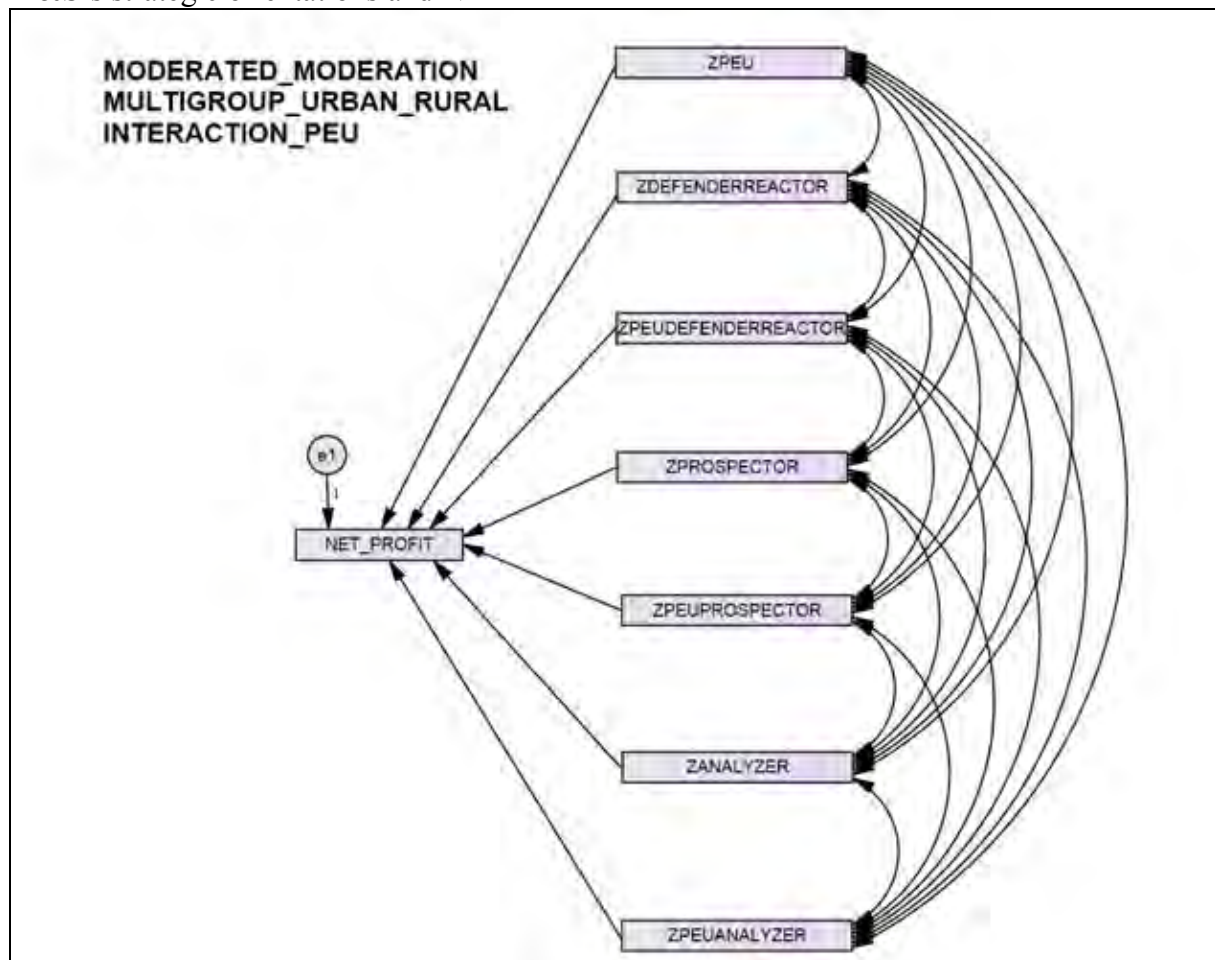 MODERATED_MODERATION
MULTIGROUP_URBAN_RURAL
INTERACTION_PEU
ZPEU
ZDEFENDERREACTOR
ZPEUDEFENDERREACTOR
ZPROSPECTOR
e1
1
NET_PROFIT
ZPEUPROSPECTOR
ZANALYZER
ZPEUANALYZER